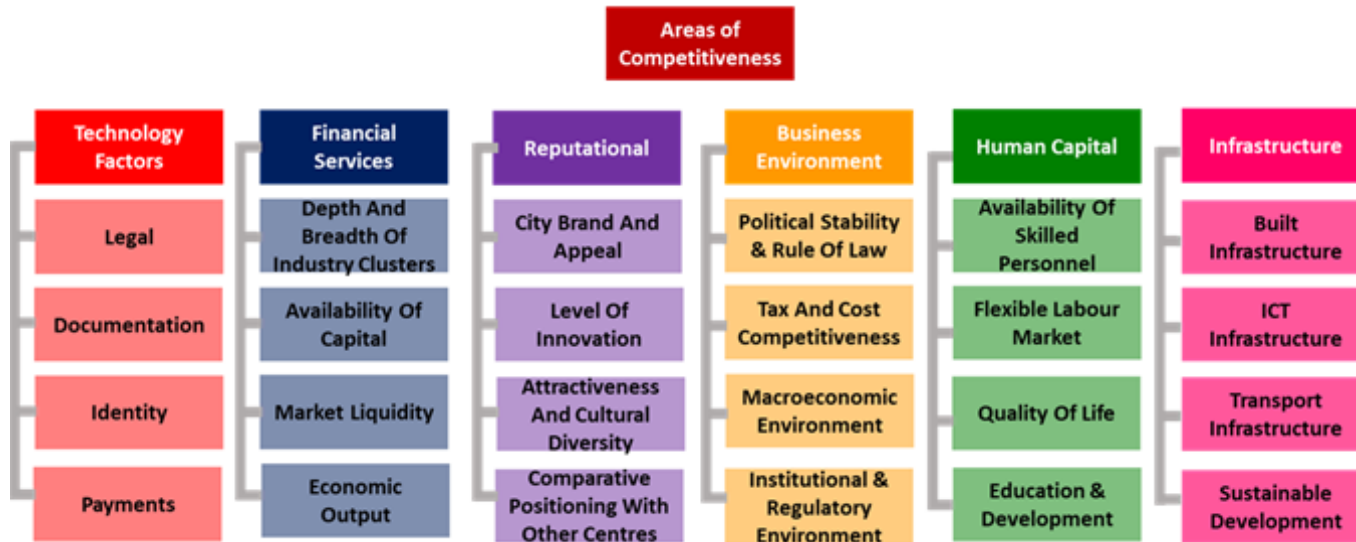 Areas of
Competitiveness
Technology
Factors
Legal
Documentation
Identity
Payments
Financial
Services
Depth And
Breadth Of
Industry Clusters
Availability Of
Capital
Market Liquidity
Economic
Output
Reputational
City Brand And
Appeal
Level Of
Innovation
Attractiveness
And Cultural
Diversity
Comparative
Positioning With
Other Centres
Business
Environment
Political Stability
& Rule Of Law
Tax And Cost
Competitiveness
Macroeconomic
Environment
Institutional &
Regulatory
Environment
Human Capital
Availability Of
Skilled
Personnel
Flexible Labour
Market
Quality Of Life
Education &
Development
Infrastructure
Built
Infrastructure
ICT
Infrastructure
Transport
Infrastructure
Sustainable
Development